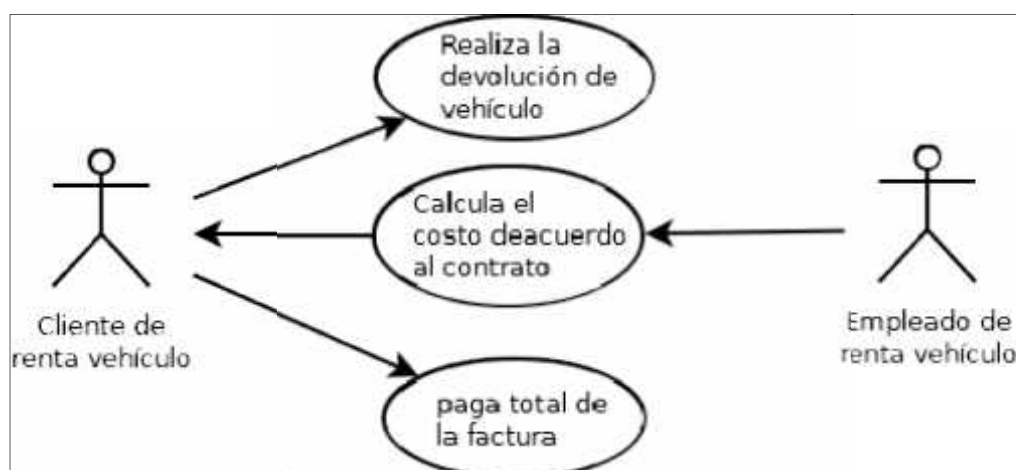 Realiza la
devolución de
vehículo
Calcula el
costo deacuerdo
al contrato
Cliente de
renta vehículo
Empleado de
renta vehículo
paga total de
la factura